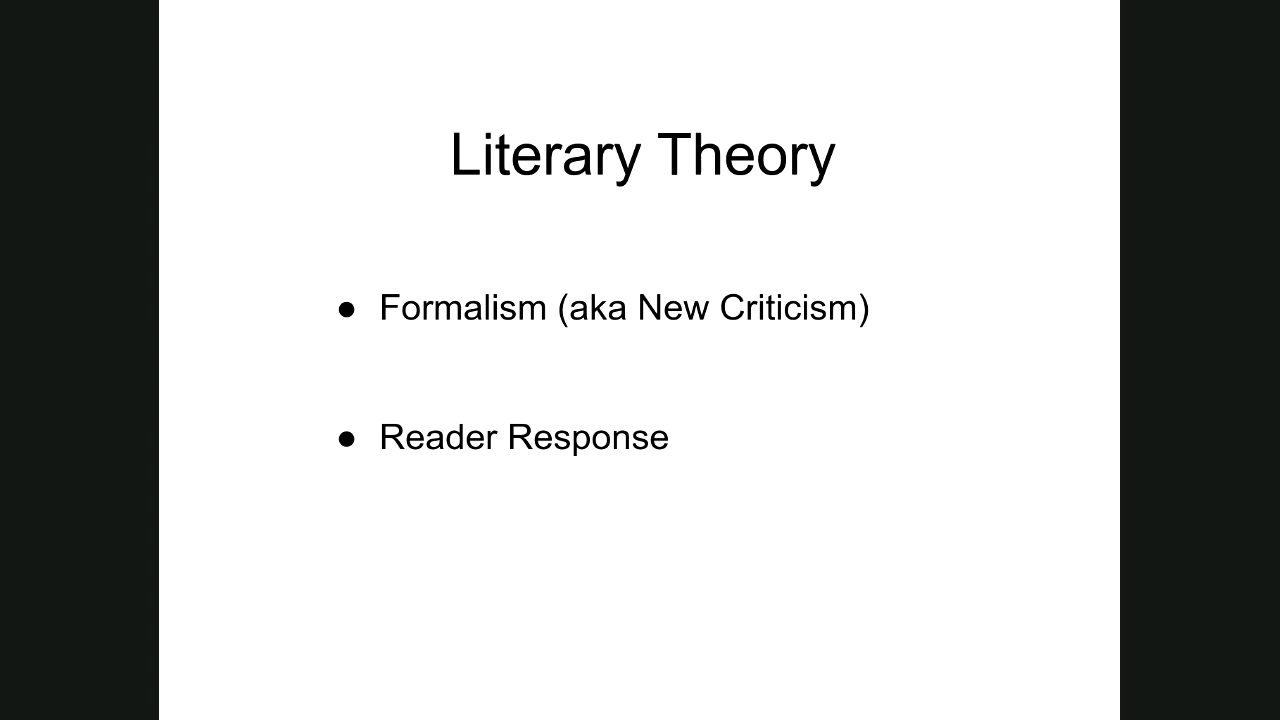 Literary Theory
● Formalism (aka New Criticism)
● Reader Response